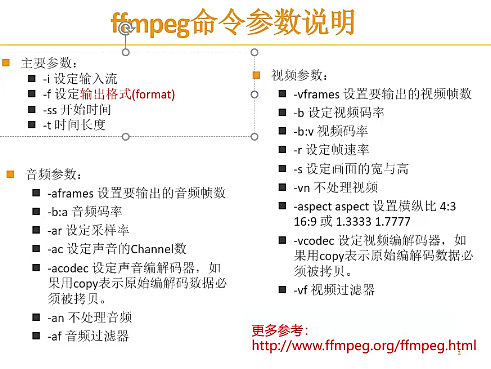 ffmpeg命令参数说明
主要参数：
-i 设定输入流
-f 设定输出格式(format)
-ss 开始时间
-t 时间长度
音频参数：
-aframes 设置要输出的音频帧数
-b:a 音频码率
-ar 设定采样率
-ac 设定声音的Channel数
-acodec 设定声音编解码器，如
果用copy表示原始编解码数据必
须被拷贝。
-an 不处理音频
-af 音频过滤器
视频参数：
-vframes 设置要输出的视频帧数
-b 设定视频码率
-b:v 视频码率
-r 设定帧速率
-s 设定画面的宽与高
-vn 不处理视频
-aspect aspect 设置横纵比 4:3
16:9 或 1.3333 1.7777
-vcodec 设定视频编解码器，如
果用copy表示原始编解码数据必
须被拷贝。
-vf 视频过滤器
更多参考：
http://www.ffmpeg.org/ffmpeg.html